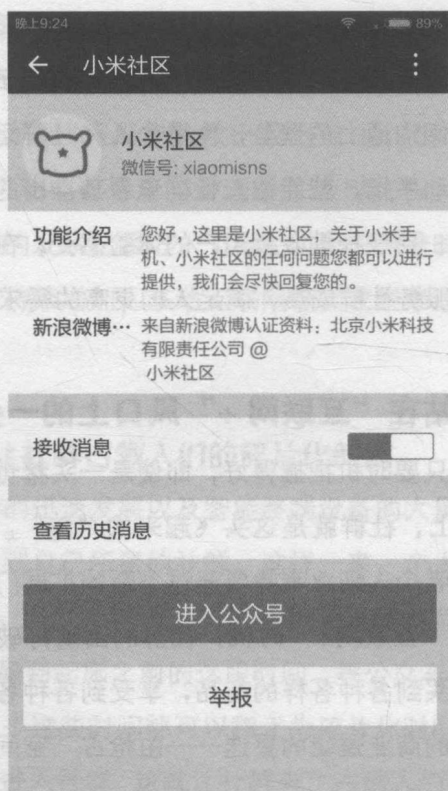 晚上9:24
89%
小米社区
小米社区
微信号: xiaomisns
功能介绍 您好，这里是小米社区，关于小米手
机、小米社区的任何问题您都可以进行
提供，我们会尽快回复您的。
新浪微博… 来自新浪微博认证资料：北京小米科技
有限责任公司 @
小米社区
接收消息
查看历史消息
进入公众号
举报